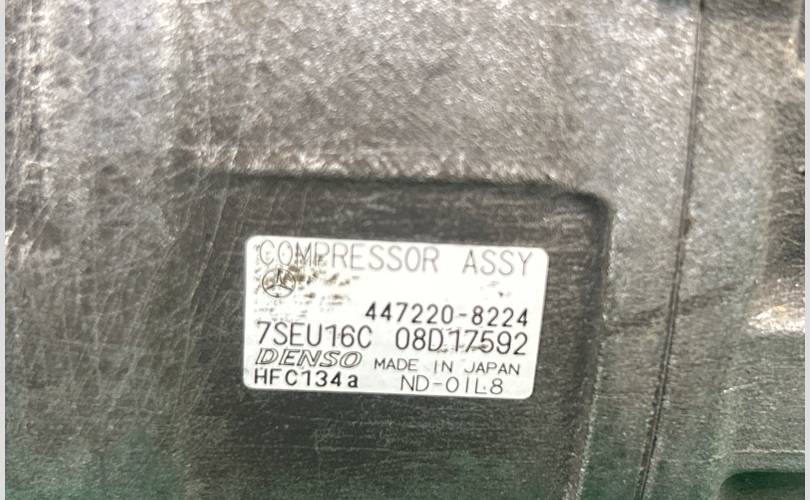 COMPRESSOR ASSY
447220-8224
7SEU16C 08D17592
DENSO MADE IN JAPAN
HFC134a ND-OIL8